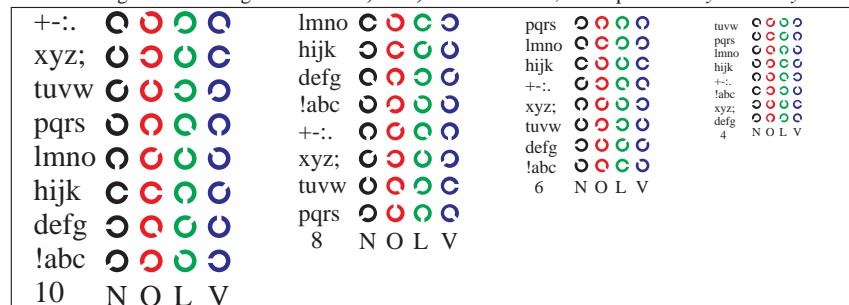 +-:.
xyz;
tuvw
pqrs
lmno
hijk
defg
!abc
10 N O L V
lmno
hijk
defg
!abc
+-:.
xyz;
tuvw
pqrs
8 N O L V
pqrs
lmno
hijk
+-:.
xyz;
tuvw
defg
!abc
6 N O L V
tuvw
pqrs
lmno
hijk
+-:.
!abc
xyz;
defg
4 N O L V